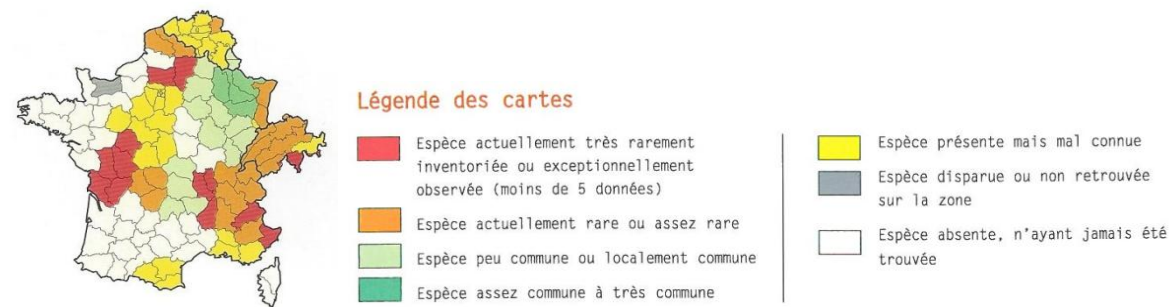 Légende des cartes
Espèce actuellement très rarement
inventoriée ou exceptionnellement
observée (moins de 5 données)
Espèce actuellement rare ou assez rare
Espèce peu commune ou localement commune
Espèce assez commune à très commune
Espèce présente mais mal connue
Espèce disparue ou non retrouvée
sur la zone
Espèce absente, n'ayant jamais été
trouvée